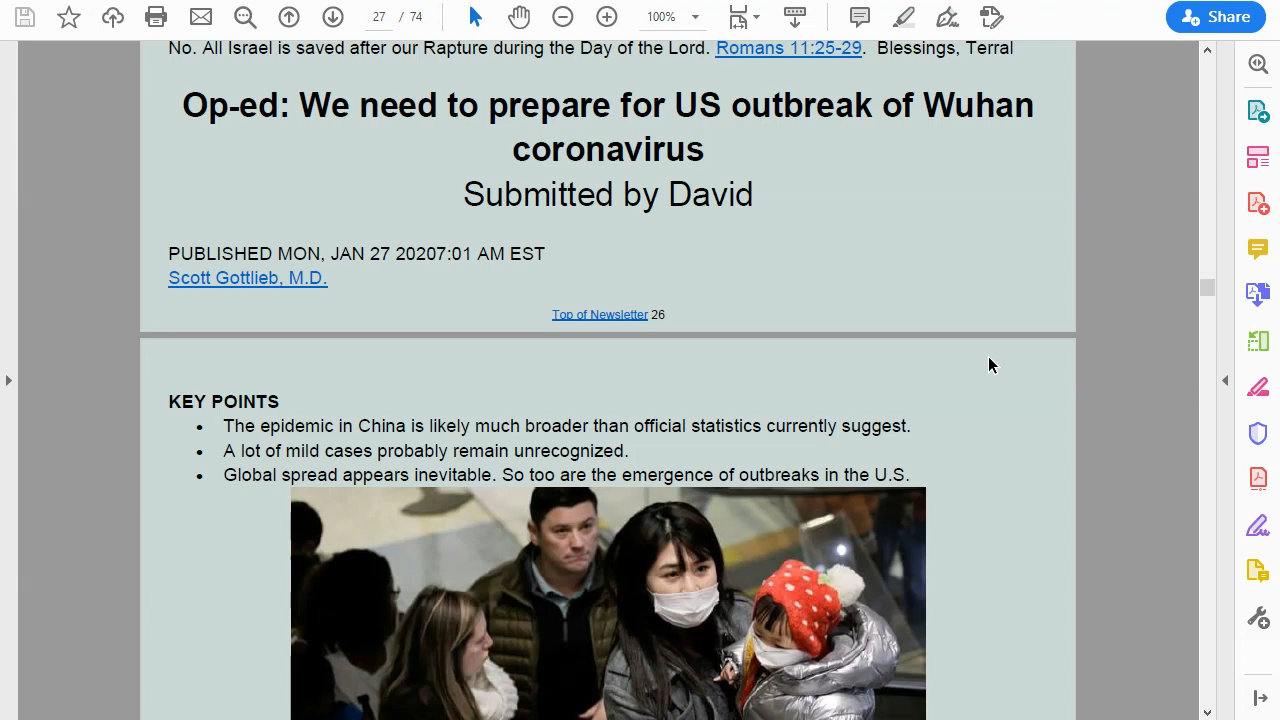 27 / 74
100%
Share
No. All Israel is saved after our Rapture during the Day of the Lord. Romans 11:25-29. Blessings, Terral
Op-ed: We need to prepare for US outbreak of Wuhan
coronavirus
Submitted by David
PUBLISHED MON, JAN 27 20207:01 AM EST
Scott Gottlieb, M.D.
Top of Newsletter 26
KEY POINTS
• The epidemic in China is likely much broader than official statistics currently suggest.
• A lot of mild cases probably remain unrecognized.
• Global spread appears inevitable. So too are the emergence of outbreaks in the U.S.